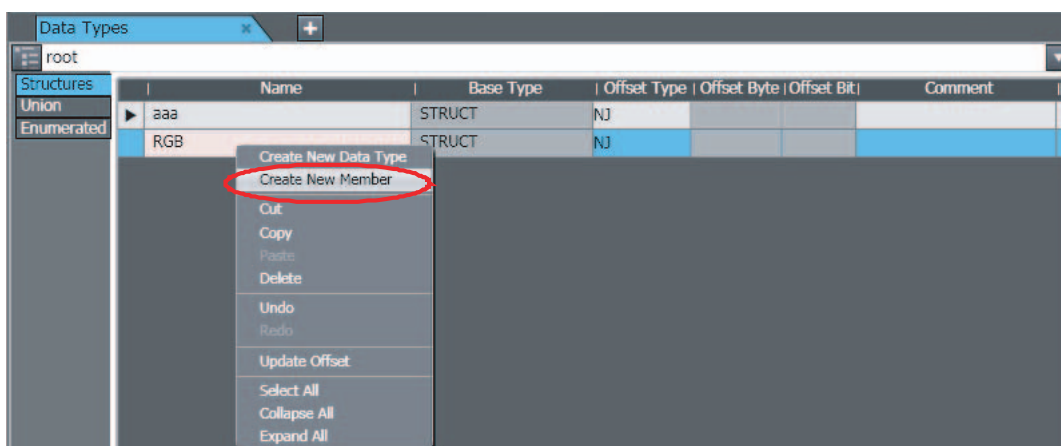 Data Types
root
Structures
Union
Enumerated
Name Base Type Offset Type Offset Byte Offset Bit Comment
aaa STRUCT NJ
RGB STRUCT NJ
Create New Data Type
Create New Member
Cut
Copy
Paste
Delete
Undo
Redo
Update Offset
Select All
Collapse All
Expand All